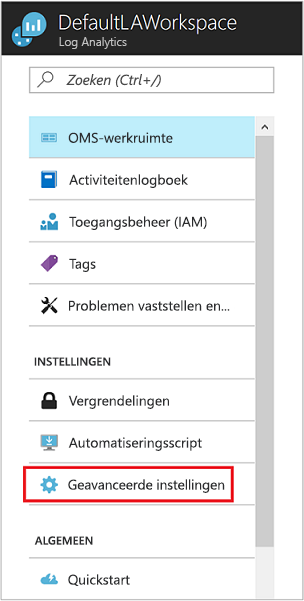 DefaultLAWorkspace
Log Analytics
Zoeken (Ctrl+/)
OMS-werkruimte
Activiteitenlogboek
Toegangsbeheer (IAM)
Tags
Problemen vaststellen en...
INSTELLINGEN
Vergrendelingen
Automatiseringsscript
Geavanceerde instellingen
ALGEMEEN
Quickstart